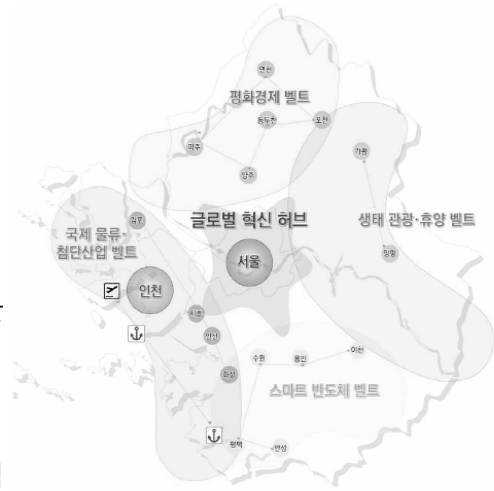 연천
평화경제 벨트
동두천
포천
파주
양주
가평
김포
글로벌 혁신 허브
생태 관광·휴양 벨트
국제 물류·
첨단산업 벨트
서울
양평
인천
시흥
안산
수원
용인
이천
화성
스마트 반도체 벨트
평택
안성